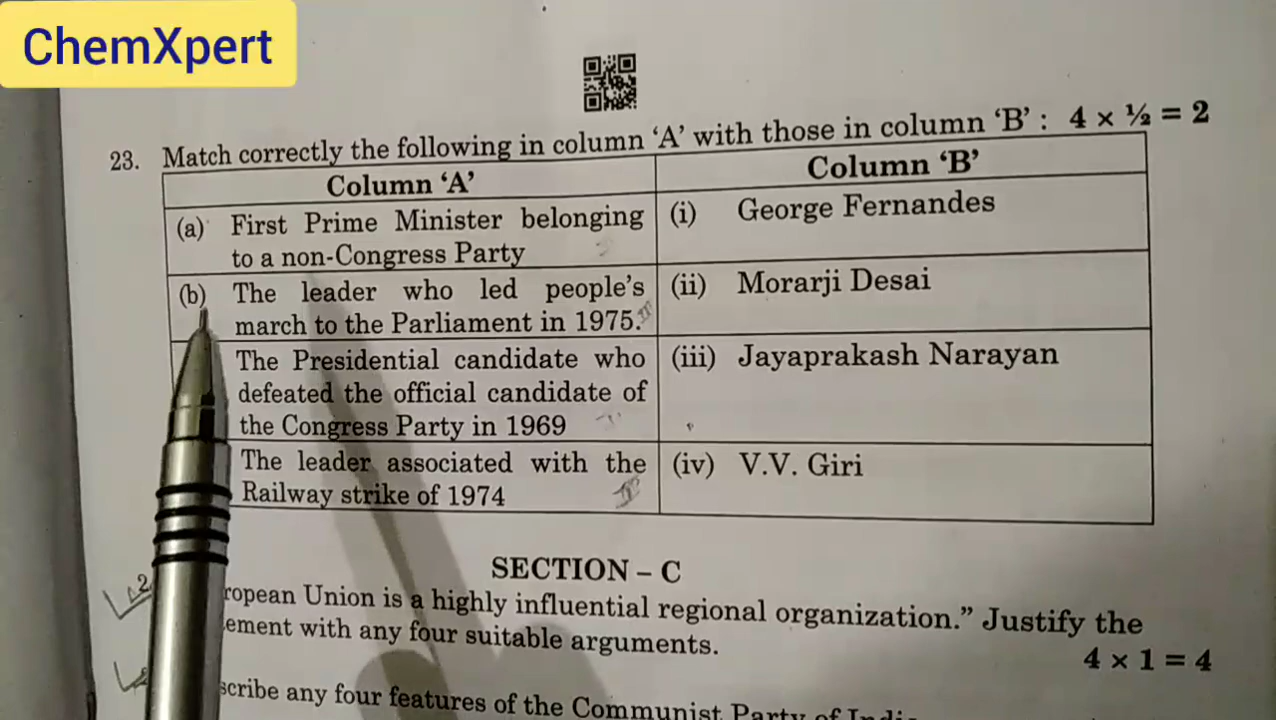 ChemXpert
23. Match correctly the following in column ‘A’ with those in column ‘B’ : 4 × ½ = 2
Column ‘A’
Column ‘B’
(a) First Prime Minister belonging
to a non-Congress Party
(i) George Fernandes
(b) The leader who led people’s
march to the Parliament in 1975.
(ii) Morarji Desai
The Presidential candidate who
defeated the official candidate of
the Congress Party in 1969
(iii) Jayaprakash Narayan
The leader associated with the
Railway strike of 1974
(iv) V.V. Giri
SECTION – C
ropean Union is a highly influential regional organization.” Justify the
ement with any four suitable arguments.
4 × 1 = 4
scribe any four features of the Communist Party of